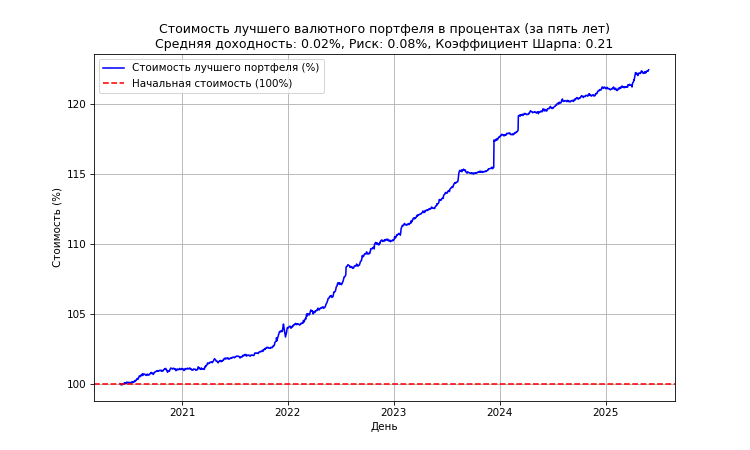 Стоимость лучшего валютного портфеля в процентах (за пять лет)
Средняя доходность: 0.02%, Риск: 0.08%, Коэффициент Шарпа: 0.21
Стоимость лучшего портфеля (%)
Начальная стоимость (100%)
Стоимость (%)
120
115
110
105
100
2021 2022 2023 2024 2025
День